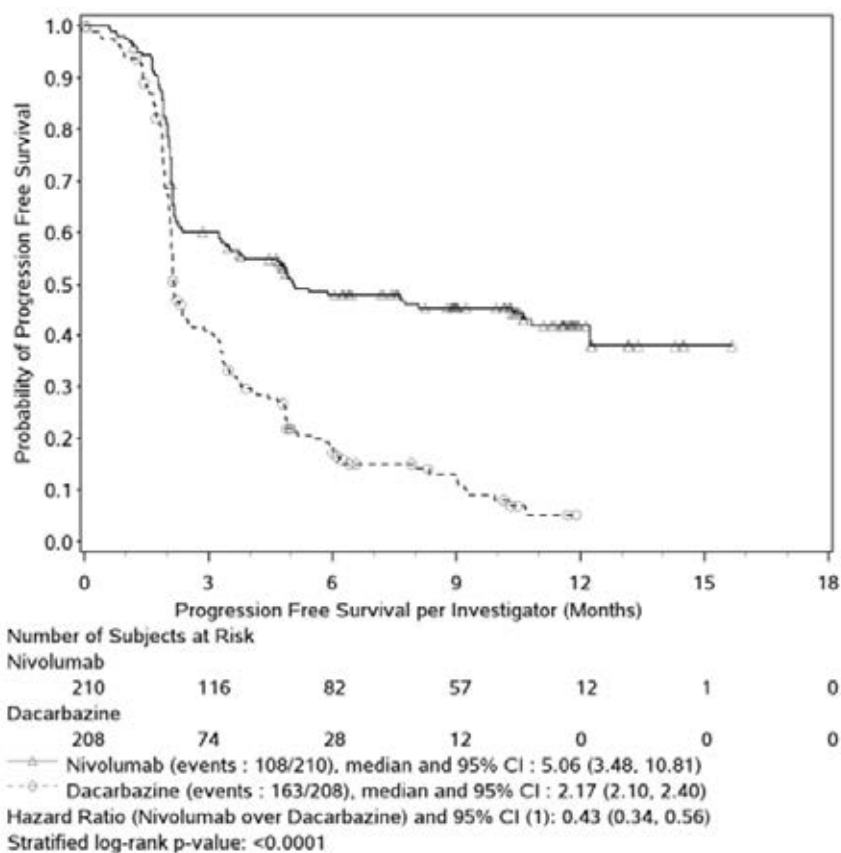 1.0
0.9
0.8
0.7
0.6
0.5
0.4
0.3
0.2
0.1
0.0
Probability of Progression Free Survival
0 3 6 9 12 15 18
Progression Free Survival per Investigator (Months)
Number of Subjects at Risk
Nivolumab
210 116 82 57 12 1 0
Dacarbazine
208 74 28 12 0 0 0
Nivolumab (events : 108/210), median and 95% CI : 5.06 (3.48, 10.81)
Dacarbazine (events : 163/208), median and 95% CI : 2.17 (2.10, 2.40)
Hazard Ratio (Nivolumab over Dacarbazine) and 95% CI (1): 0.43 (0.34, 0.56)
Stratified log-rank p-value: <0.0001